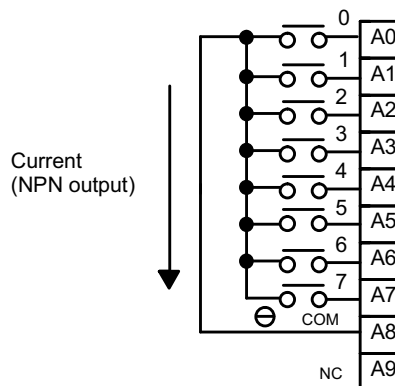 0 A0
1 A1
2 A2
3 A3
Current
(NPN output)
4 A4
5 A5
6 A6
7 A7
COM A8
NC A9